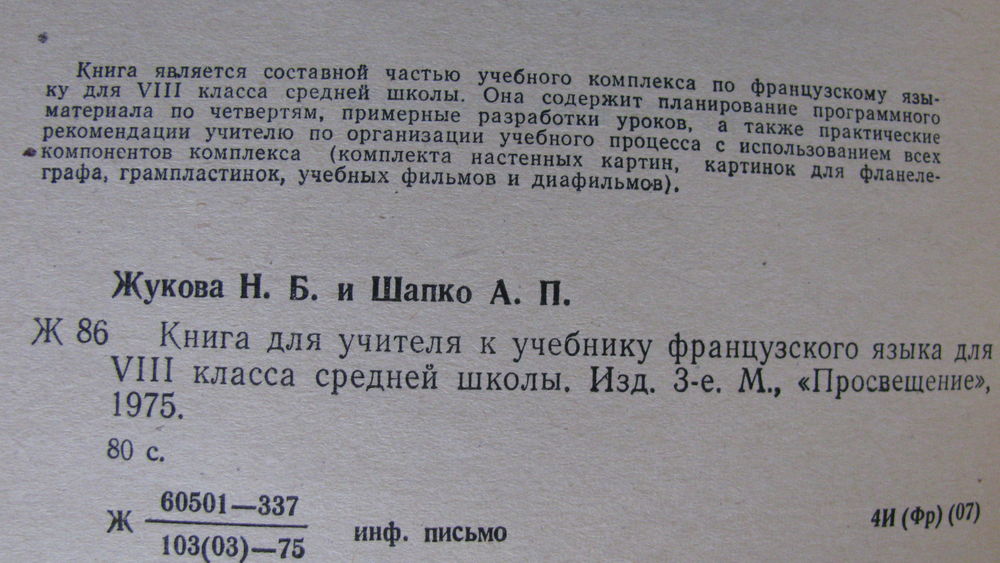 Книга является составной частью учебного комплекса по французскому язы-
ку для VIII класса средней школы. Она содержит планирование программного
материала по четвертям, примерные разработки уроков, а также практические
рекомендации учителю по организации учебного процесса с использованием всех
компонентов комплекса (комплекта настенных картин, картинок для фланеле-
графа, грампластинок, учебных фильмов и диафильмов).
Жукова Н. Б. и Шапко А. П.
Ж 86 Книга для учителя к учебнику французского языка для
VIII класса средней школы. Изд. 3-е. М., «Просвещение»,
1975.
80 с.
60501—337
Ж инф. письмо 4И (Фр) (07)
103(03)—75